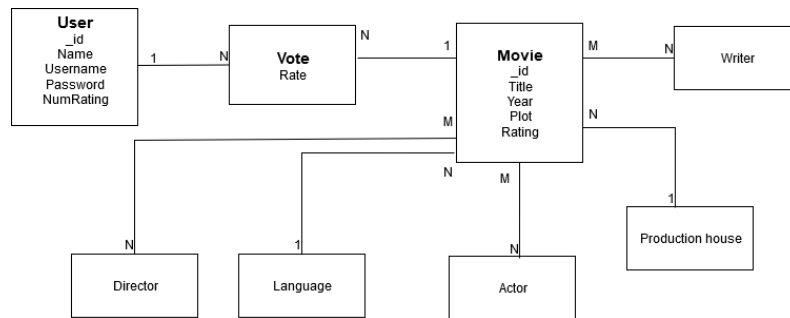 User
_id
Name
Username
Password
NumRating
1
N
Vote
Rate
N
1
Movie
_id
Title
Year
Plot
Rating
M
N
Writer
M
N
N
M
N
1
Production house
N
Director
1
Language
N
Actor